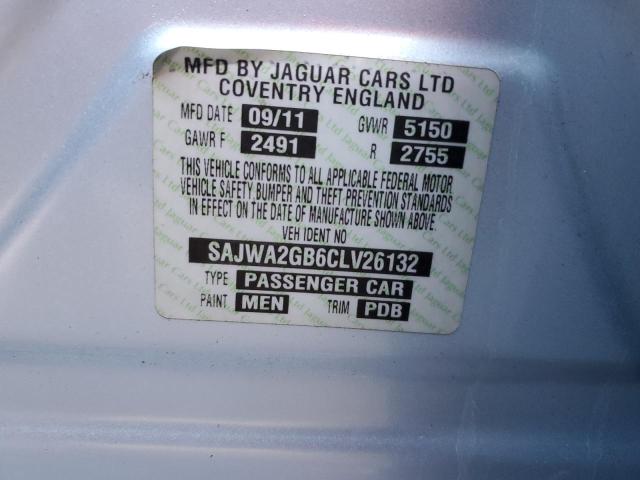 MFD BY JAGUAR CARS LTD
COVENTRY ENGLAND
MFD DATE 09/11 GVWR 5150
GAWR F 2491 R 2755
THIS VEHICLE CONFORMS TO ALL APPLICABLE FEDERAL MOTOR
VEHICLE SAFETY BUMPER AND THEFT PREVENTION STANDARDS
IN EFFECT ON THE DATE OF MANUFACTURE SHOWN ABOVE.
VEH IDENT NO
SAJWA2GB6CLV26132
TYPE PASSENGER CAR
PAINT MEN TRIM PDB